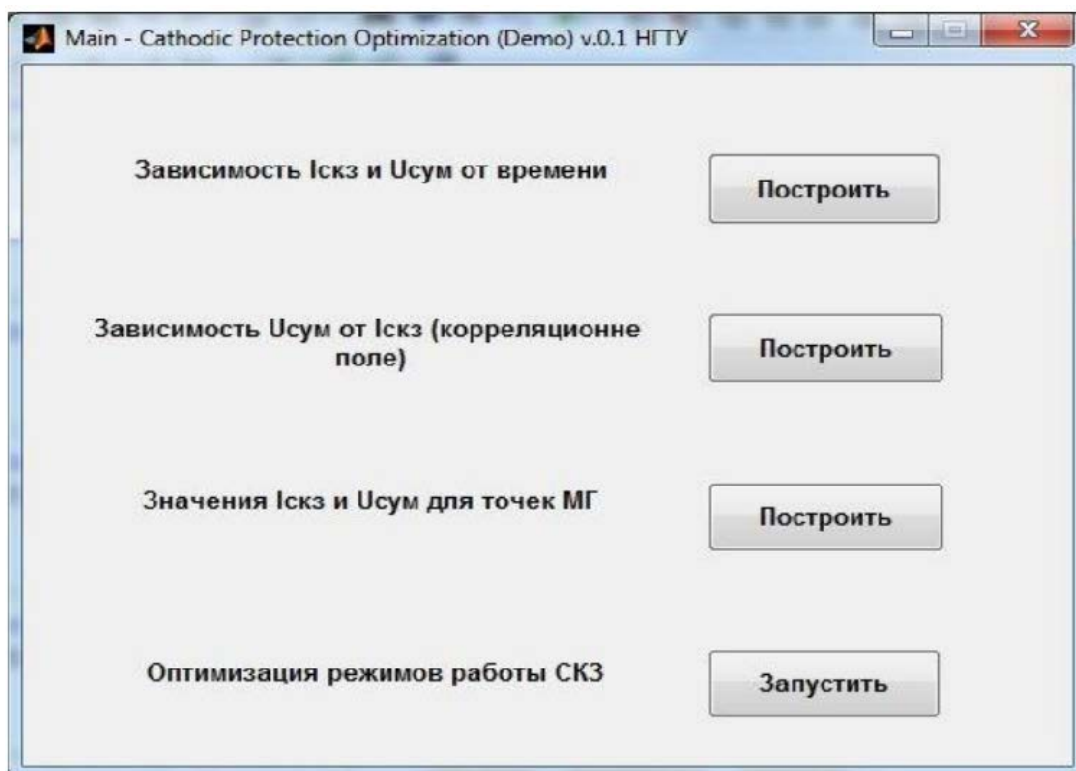 Main - Cathodic Protection Optimization (Demo) v.0.1 НГТУ
Зависимость Iскз и Uсум от времени
Построить
Зависимость Uсум от Iскз (корреляционне
поле)
Построить
Значения Iскз и Uсум для точек МГ
Построить
Оптимизация режимов работы СКЗ
Запустить